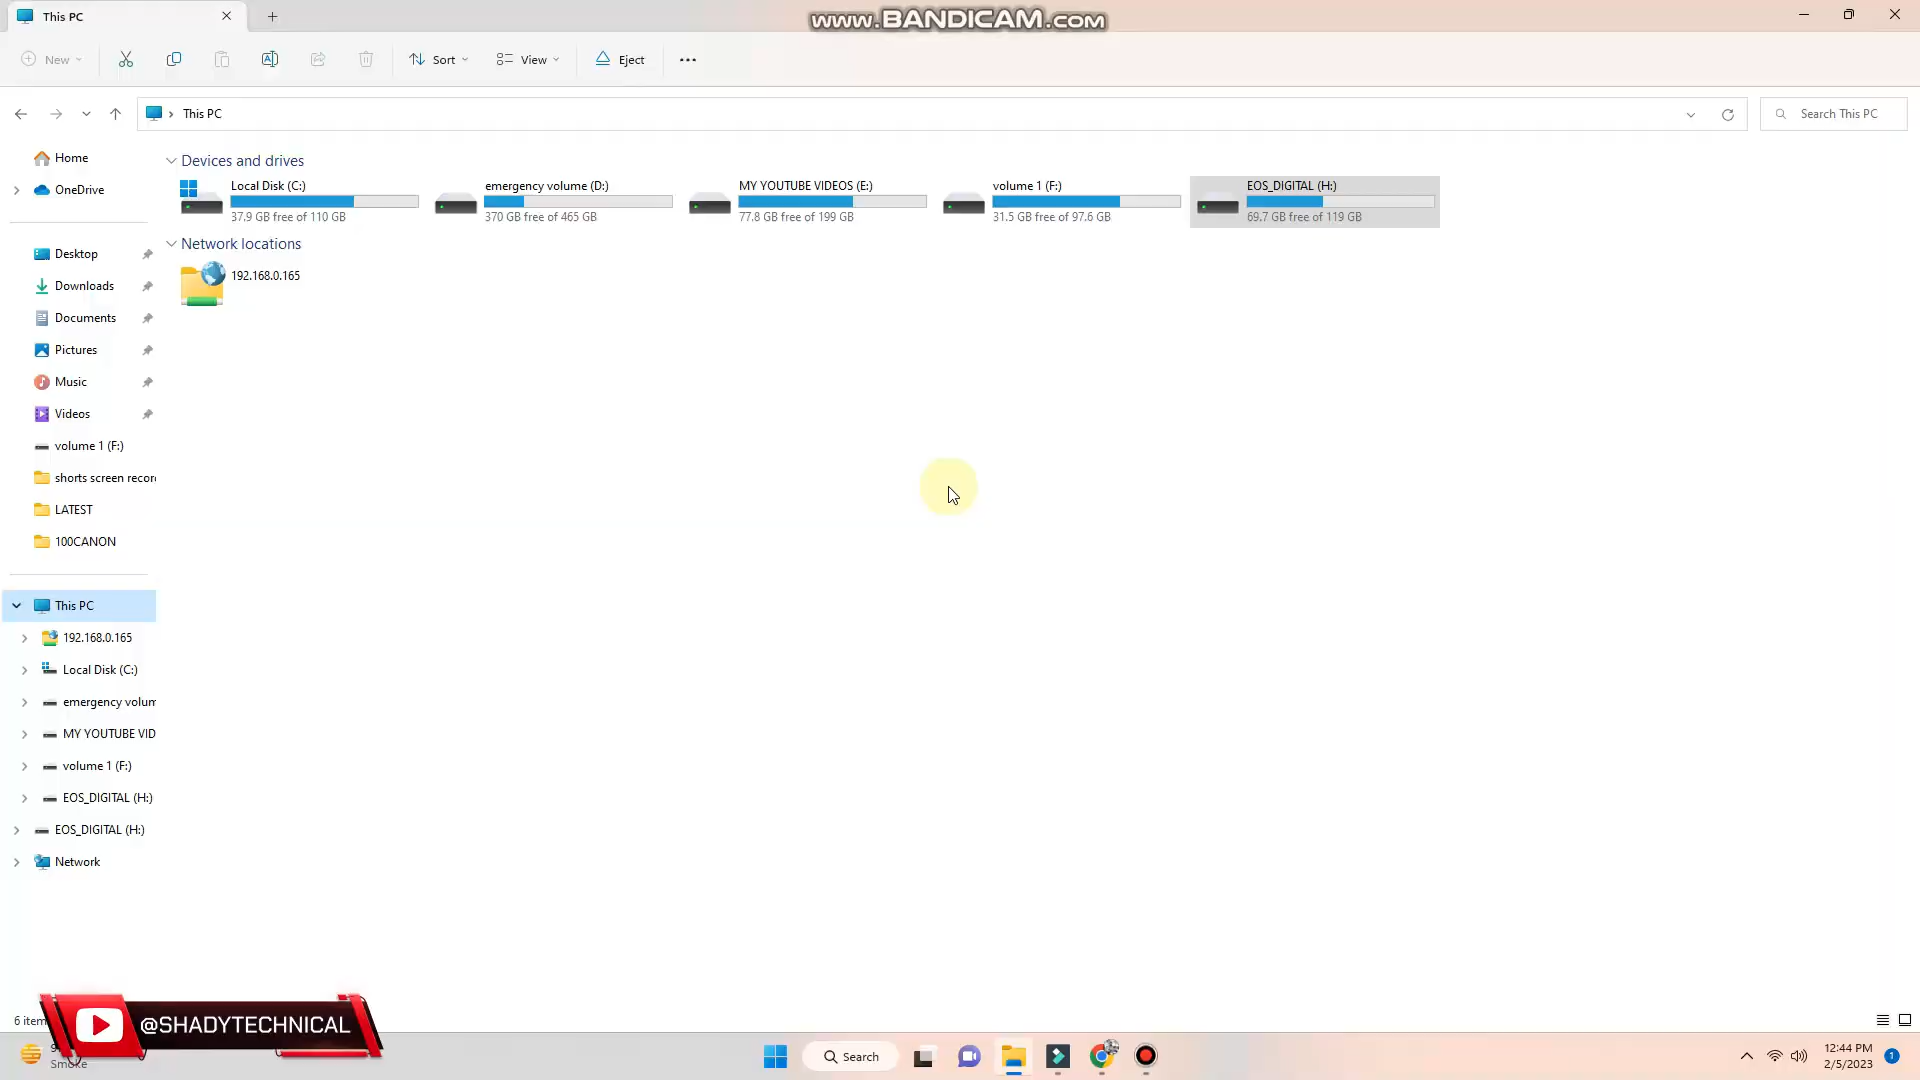 This PC
www.BANDICAM.com
New
Sort
View
Eject
This PC
Search This PC
Home
OneDrive
Desktop
Downloads
Documents
Pictures
Music
Videos
volume 1 (F:)
shorts screen recor
LATEST
100CANON
This PC
192.168.0.165
Local Disk (C:)
emergency volum
MY YOUTUBE VID
volume 1 (F:)
EOS_DIGITAL (H:)
EOS_DIGITAL (H:)
Network
Devices and drives
Local Disk (C:)
37.9 GB free of 110 GB
emergency volume (D:)
370 GB free of 465 GB
MY YOUTUBE VIDEOS (E:)
77.8 GB free of 199 GB
volume 1 (F:)
31.5 GB free of 97.6 GB
EOS_DIGITAL (H:)
69.7 GB free of 119 GB
Network locations
192.168.0.165
6 item
@SHADYTECHNICAL
Smoke
Search
12:44 PM
2/5/2023
1